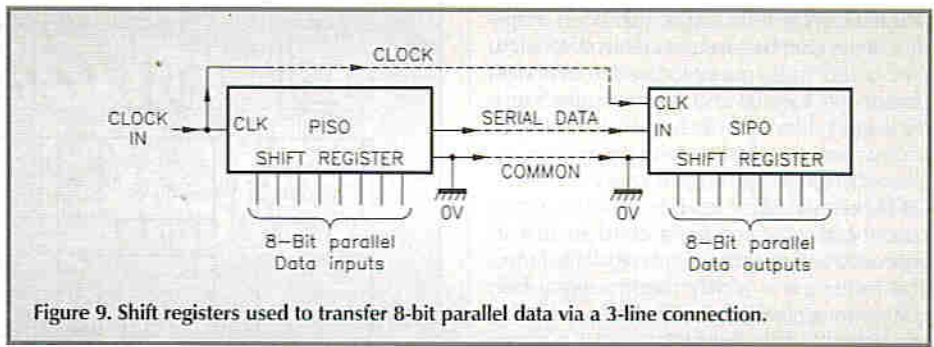 CLOCK
CLOCK IN
CLK PISO
SHIFT REGISTER
SERIAL DATA
COMMON
0V
0V
CLK
IN SIPO
SHIFT REGISTER
8-Bit parallel
Data inputs
8-Bit parallel
Data outputs
Figure 9. Shift registers used to transfer 8-bit parallel data via a 3-line connection.